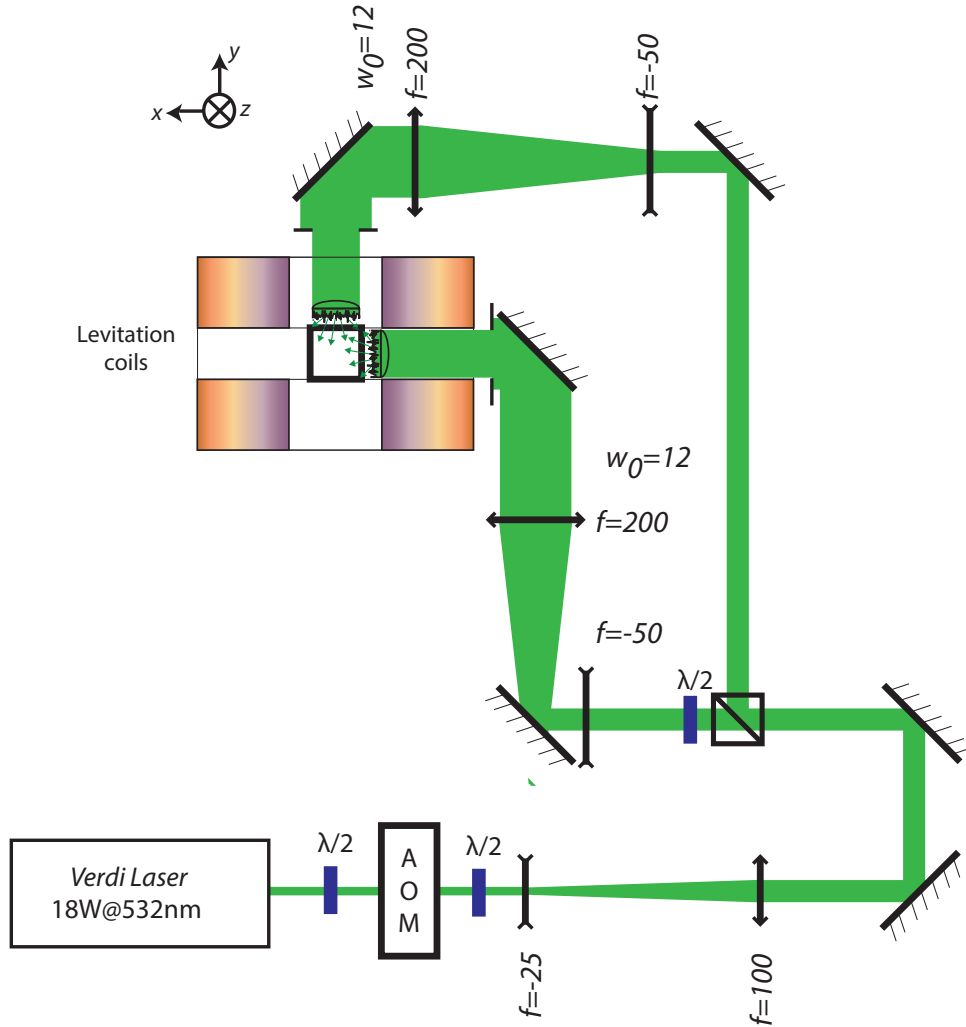 w0=12
f=200
f=-50
y
x
z
Levitation
coils
w0=12
f=200
f=-50
λ/2
λ/2
A
O
M
λ/2
Verdi Laser
18W@532nm
f=-25
f=100